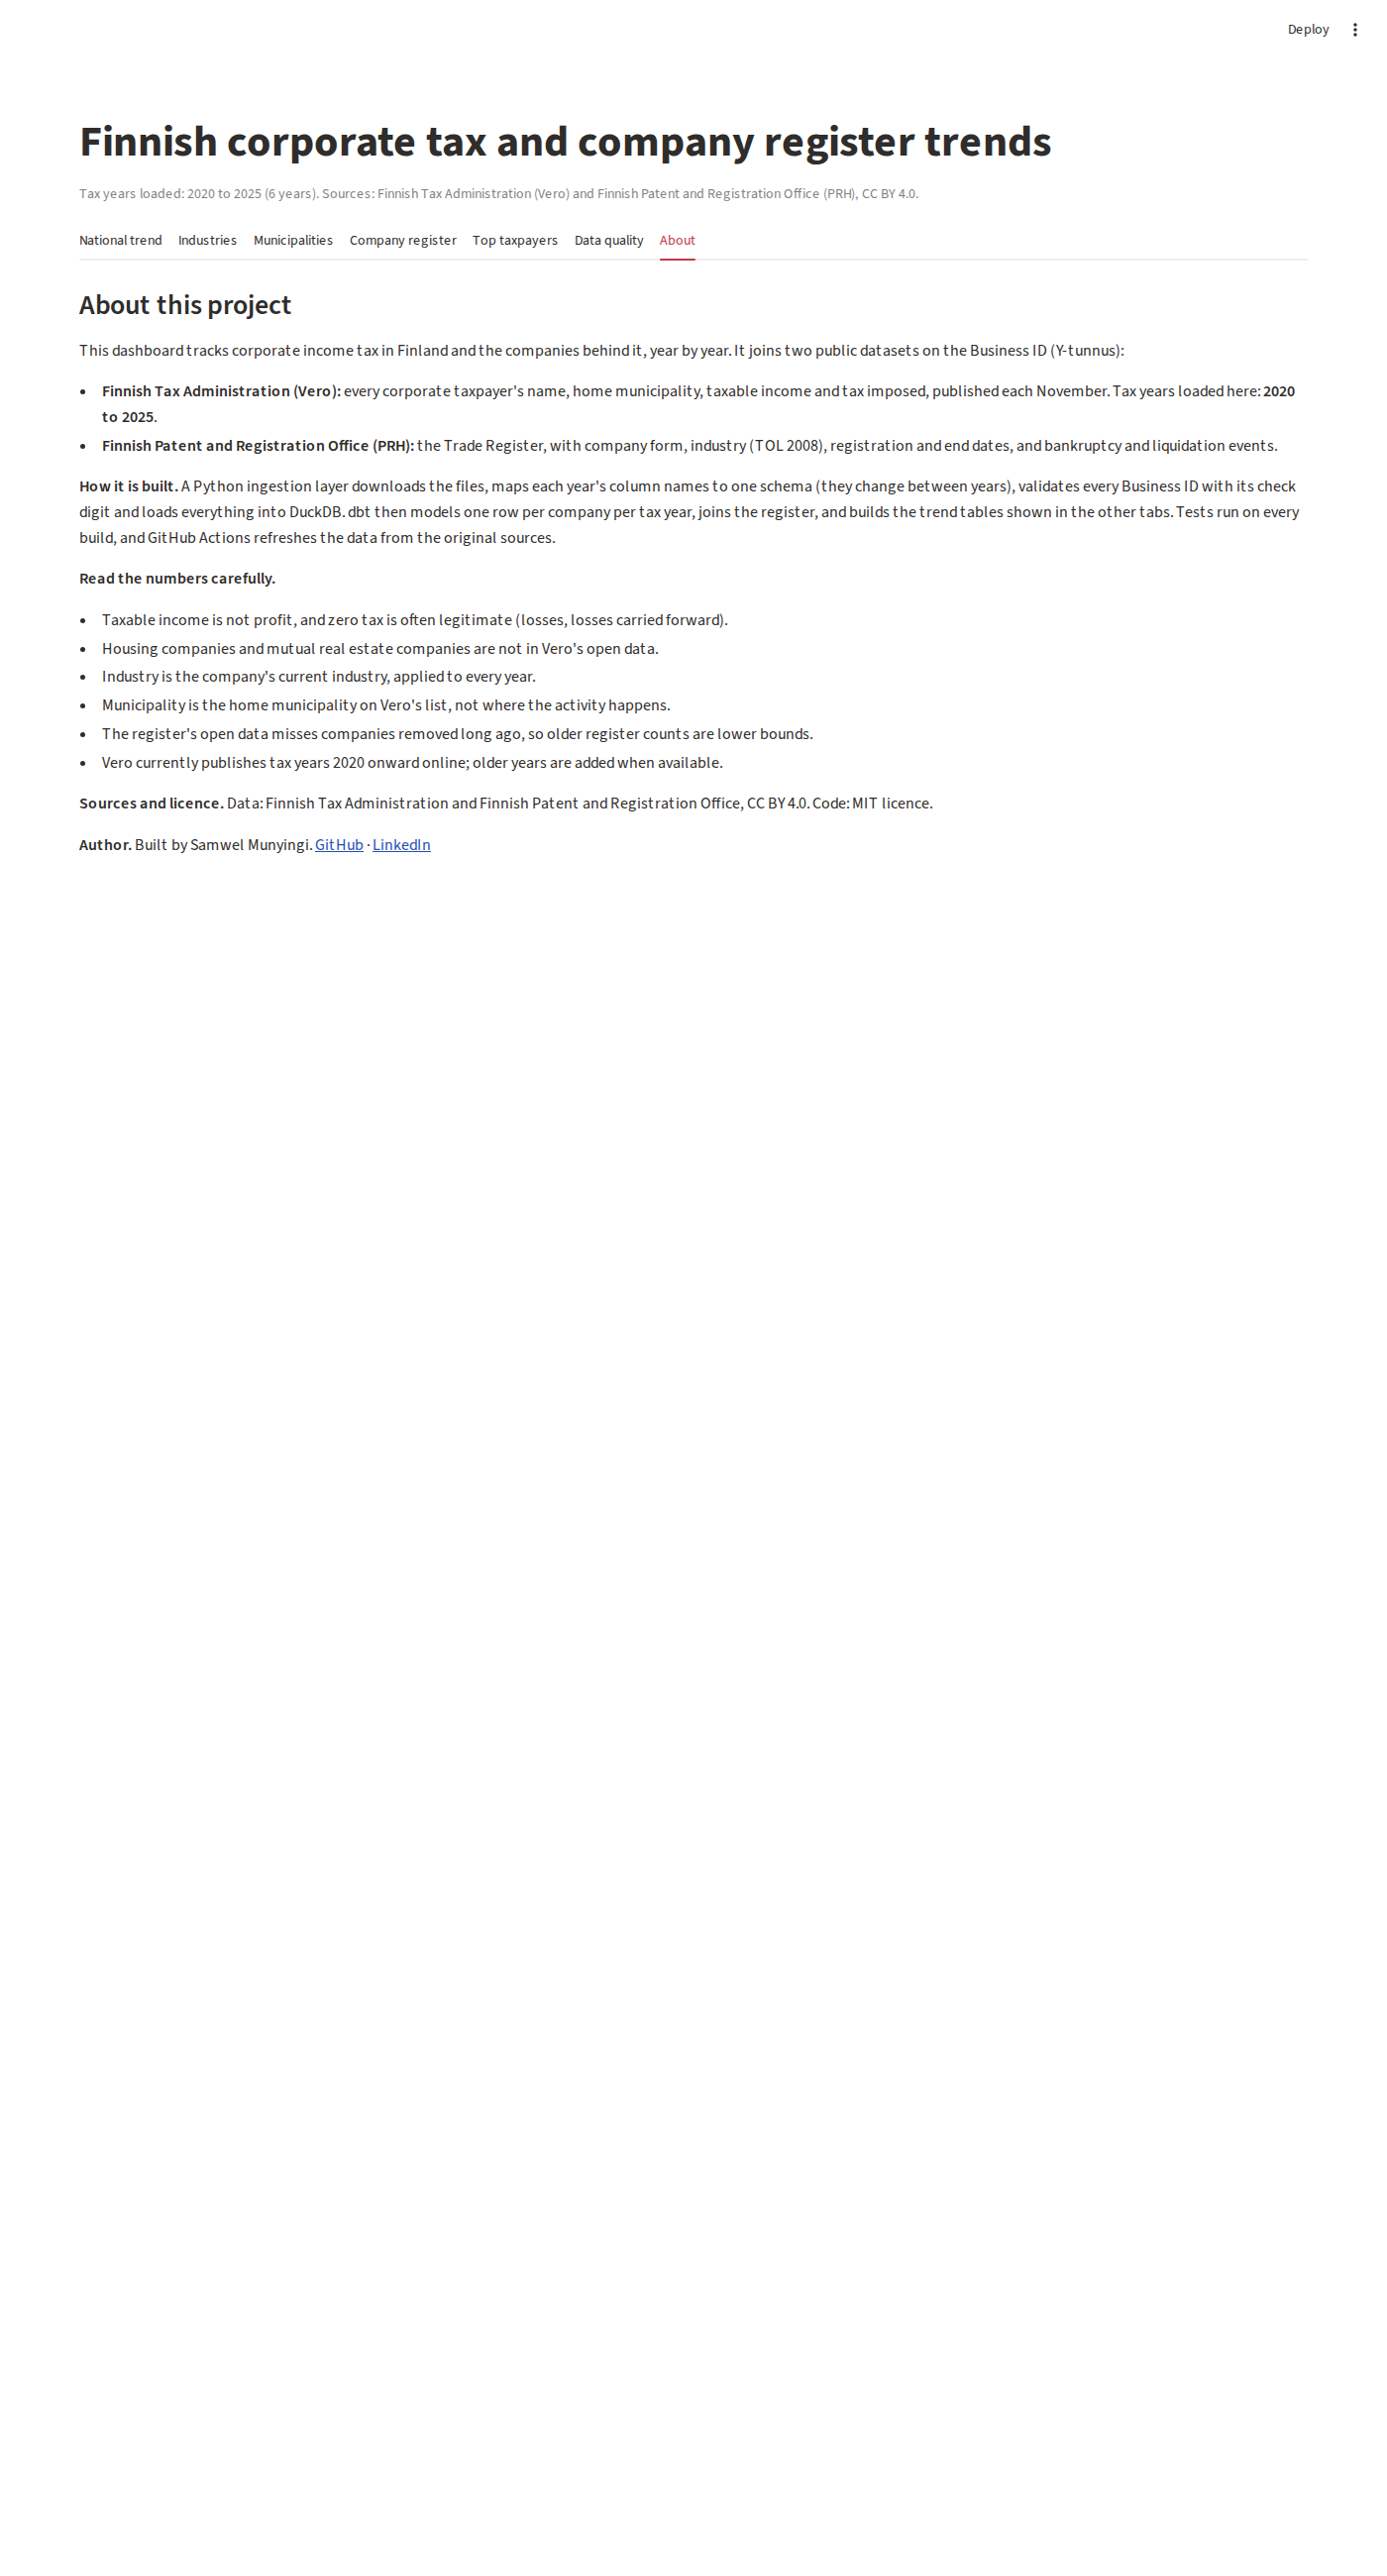 Deploy
Finnish corporate tax and company register trends
Tax years loaded: 2020 to 2025 (6 years). Sources: Finnish Tax Administration (Vero) and Finnish Patent and Registration Office (PRH), CC BY 4.0.
National trend Industries Municipalities Company register Top taxpayers Data quality About
About this project
This dashboard tracks corporate income tax in Finland and the companies behind it, year by year. It joins two public datasets on the Business ID (Y-tunnus):
• Finnish Tax Administration (Vero): every corporate taxpayer's name, home municipality, taxable income and tax imposed, published each November. Tax years loaded here: 2020
to 2025.
• Finnish Patent and Registration Office (PRH): the Trade Register, with company form, industry (TOL 2008), registration and end dates, and bankruptcy and liquidation events.
How it is built. A Python ingestion layer downloads the files, maps each year's column names to one schema (they change between years), validates every Business ID with its check
digit and loads everything into DuckDB. dbt then models one row per company per tax year, joins the register, and builds the trend tables shown in the other tabs. Tests run on every
build, and GitHub Actions refreshes the data from the original sources.
Read the numbers carefully.
• Taxable income is not profit, and zero tax is often legitimate (losses, losses carried forward).
• Housing companies and mutual real estate companies are not in Vero's open data.
• Industry is the company's current industry, applied to every year.
• Municipality is the home municipality on Vero's list, not where the activity happens.
• The register's open data misses companies removed long ago, so older register counts are lower bounds.
• Vero currently publishes tax years 2020 onward online; older years are added when available.
Sources and licence. Data: Finnish Tax Administration and Finnish Patent and Registration Office, CC BY 4.0. Code: MIT licence.
Author. Built by Samwel Munyingi. GitHub · LinkedIn